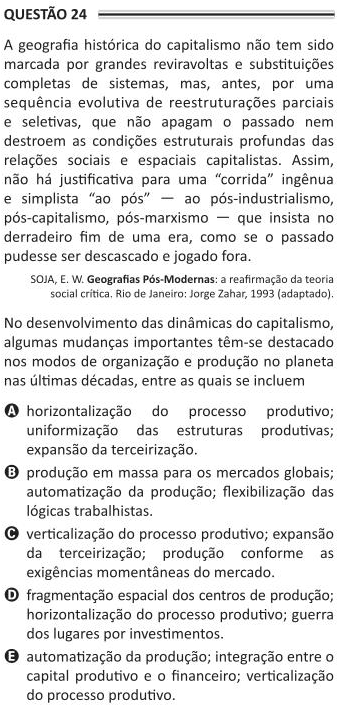 QUESTÃO 24
A geografia histórica do capitalismo não tem sido
marcada por grandes reviravoltas e substituições
completas de sistemas, mas, antes, por uma
sequência evolutiva de reestruturações parciais
e seletivas, que não apagam o passado nem
destroem as condições estruturais profundas das
relações sociais e espaciais capitalistas. Assim,
não há justificativa para uma “corrida” ingênua
e simplista “ao pós” — ao pós-industrialismo,
pós-capitalismo, pós-marxismo — que insista no
derradeiro fim de uma era, como se o passado
pudesse ser descascado e jogado fora.
SOJA, E. W. Geografias Pós-Modernas: a reafirmação da teoria
social crítica. Rio de Janeiro: Jorge Zahar, 1993 (adaptado).
No desenvolvimento das dinâmicas do capitalismo,
algumas mudanças importantes têm-se destacado
nos modos de organização e produção no planeta
nas últimas décadas, entre as quais se incluem
A horizontalização do processo produtivo;
uniformização das estruturas produtivas;
expansão da terceirização.
B produção em massa para os mercados globais;
automatização da produção; flexibilização das
lógicas trabalhistas.
C verticalização do processo produtivo; expansão
da terceirização; produção conforme as
exigências momentâneas do mercado.
D fragmentação espacial dos centros de produção;
horizontalização do processo produtivo; guerra
dos lugares por investimentos.
E automatização da produção; integração entre o
capital produtivo e o financeiro; verticalização
do processo produtivo.